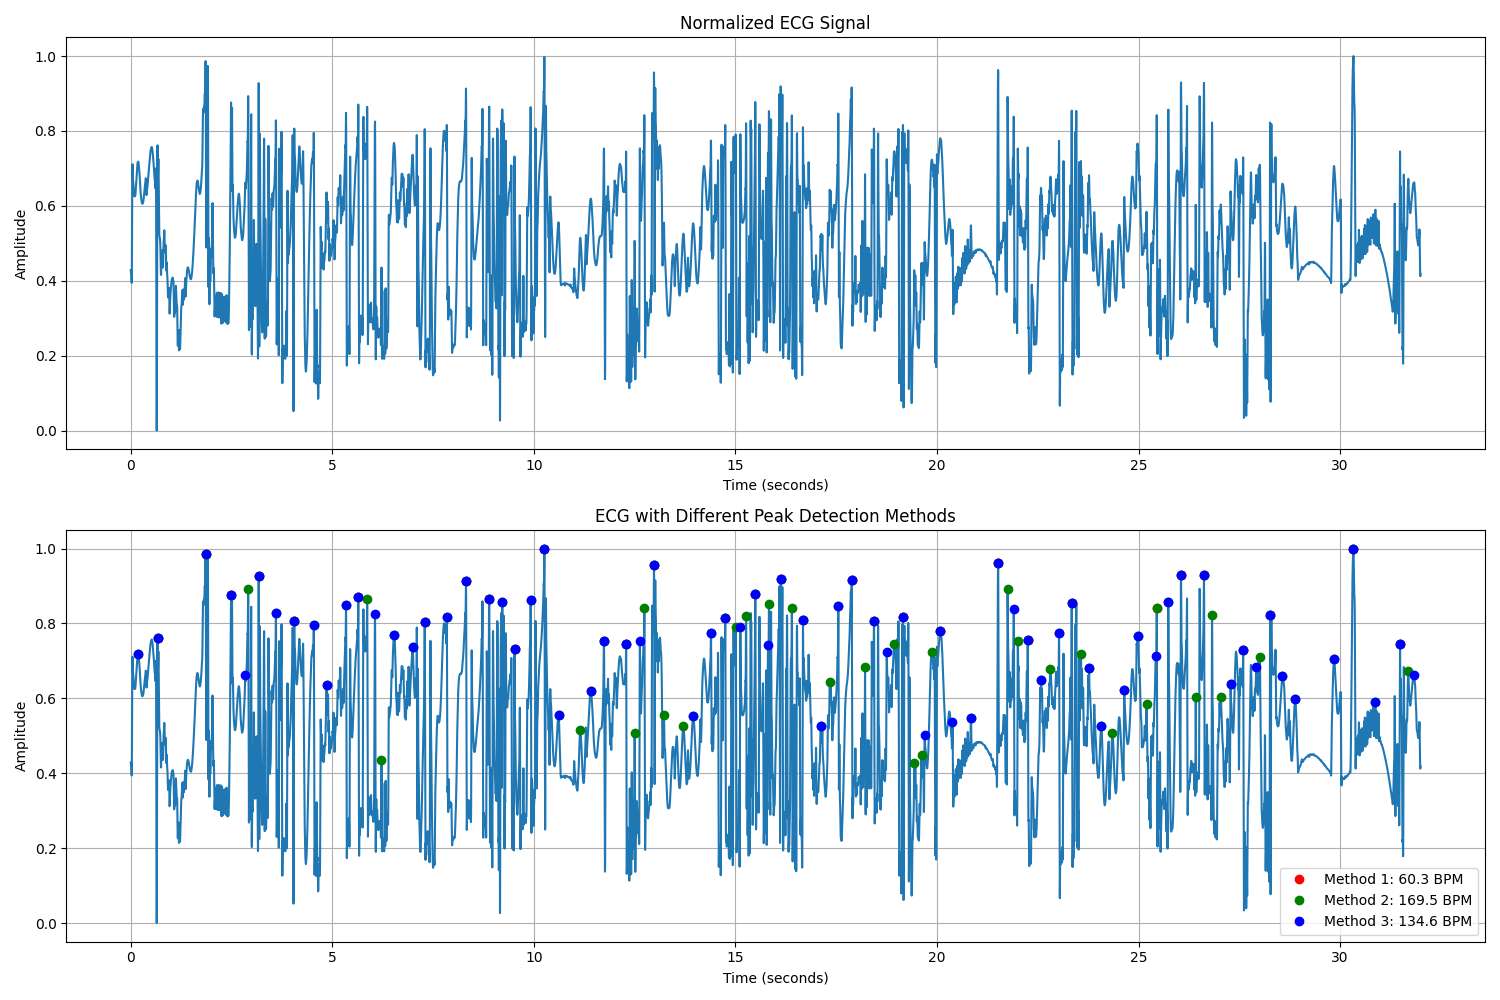 Normalized ECG Signal
1.0
0.8
0.6
0.4
0.2
0.0
Amplitude
0 5 10 15 20 25 30
Time (seconds)
ECG with Different Peak Detection Methods
1.0
0.8
0.6
0.4
0.2
0.0
Amplitude
Method 1: 60.3 BPM
Method 2: 169.5 BPM
Method 3: 134.6 BPM
0 5 10 15 20 25 30
Time (seconds)